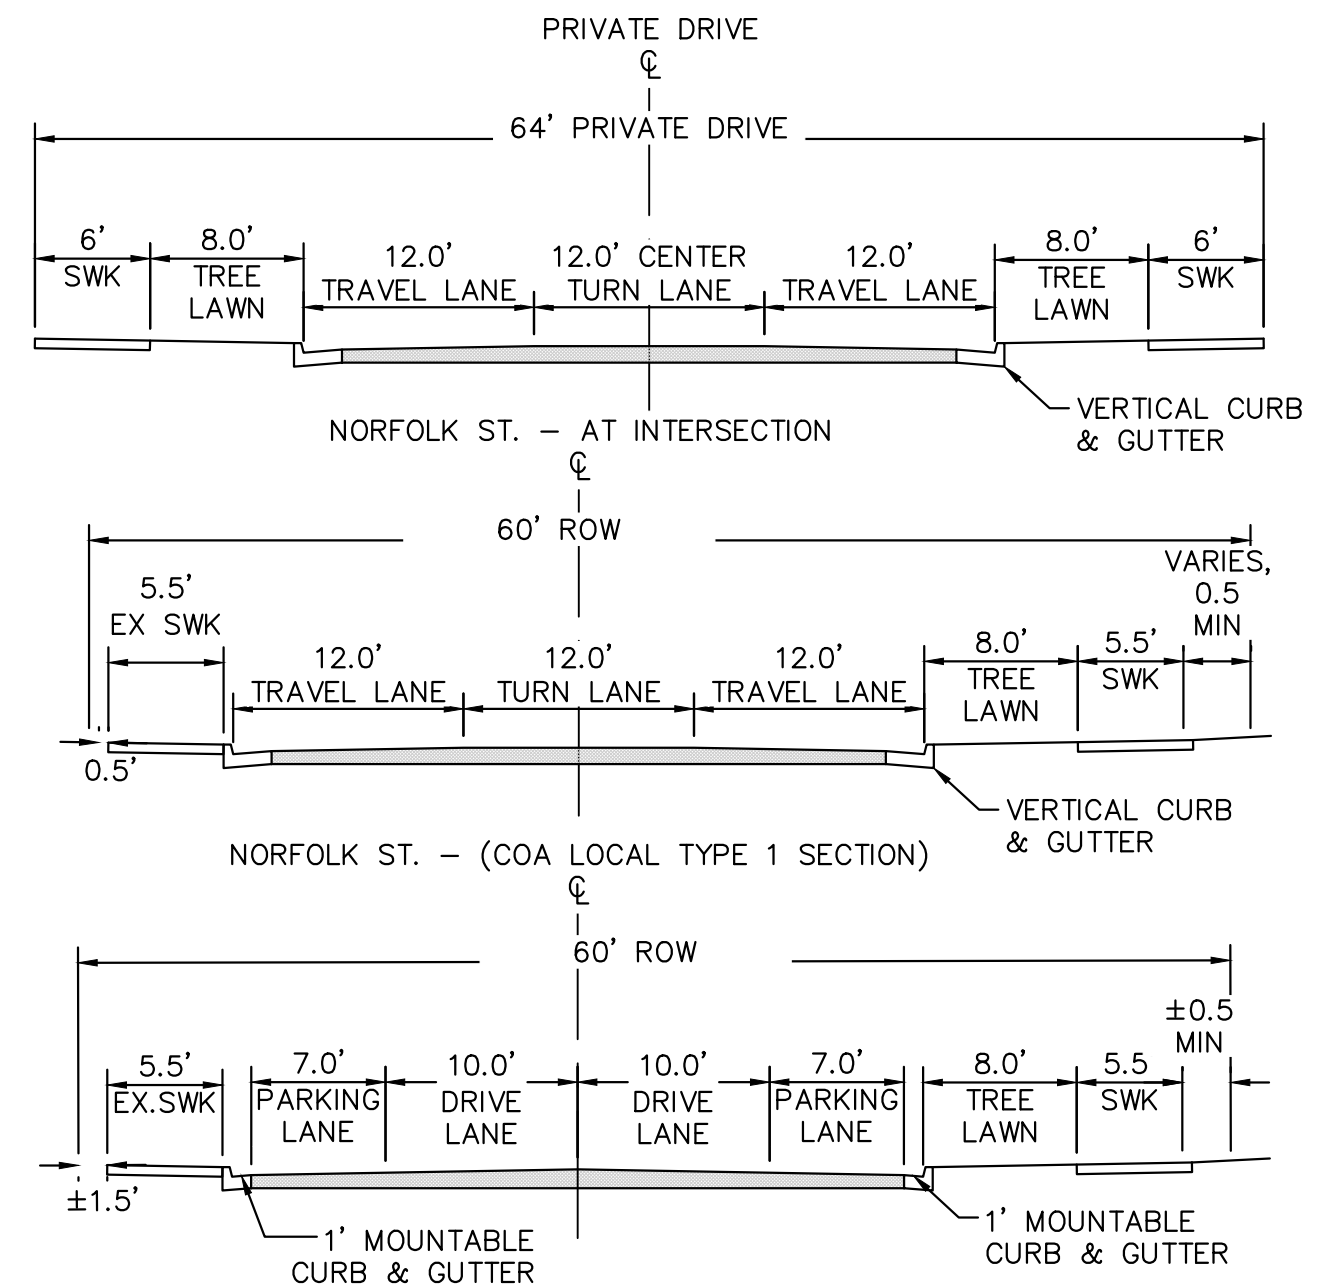 PRIVATE DRIVE
℄
64' PRIVATE DRIVE
6'
SWK
8.0'
TREE
LAWN
12.0'
TRAVEL LANE
12.0' CENTER
TURN LANE
12.0'
TRAVEL LANE
8.0'
TREE
LAWN
6'
SWK
VERTICAL CURB
& GUTTER
NORFOLK ST. – AT INTERSECTION
℄
60' ROW
5.5'
EX SWK
12.0'
TRAVEL LANE
12.0'
TURN LANE
12.0'
TRAVEL LANE
8.0'
TREE
LAWN
5.5'
SWK
VARIES,
0.5
MIN
0.5'
VERTICAL CURB
& GUTTER
NORFOLK ST. – (COA LOCAL TYPE 1 SECTION)
℄
60' ROW
5.5'
EX.SWK
7.0'
PARKING
LANE
10.0'
DRIVE
LANE
10.0'
DRIVE
LANE
7.0'
PARKING
LANE
8.0'
TREE
LAWN
5.5
SWK
±0.5
MIN
±1.5'
1' MOUNTABLE
CURB & GUTTER
1' MOUNTABLE
CURB & GUTTER